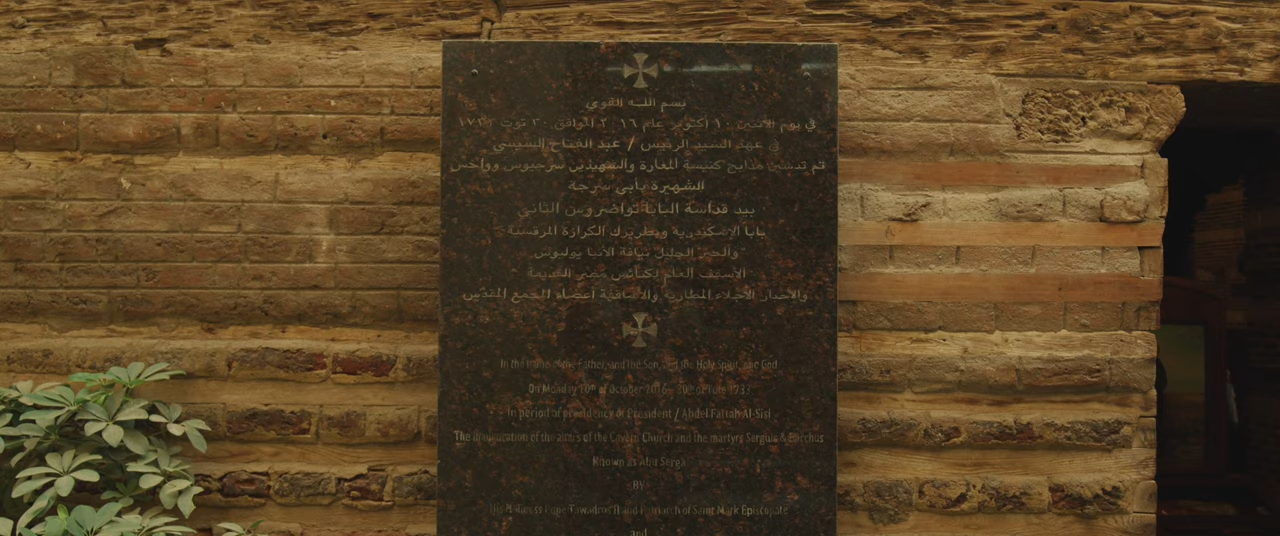 بسم الله القوي
في يوم الاثنين ١٠ أكتوبر عام ٢٠١٦ الموافق ٣٠ توت ١٧٣٣
في عهد السيد الرئيس / عبد الفتاح السيسي
تم تدشين مذابح كنيسة المغارة والشهيدين سرجيوس وواخس
الشهيرة بأبي سرجة
بيد قداسة البابا تواضروس الثاني
بابا الإسكندرية وبطريرك الكرازة المرقسية
والحبر الجليل نيافة الأنبا يوليوس
الأسقف العام لكنائس مصر القديمة
والاحبار الاجلاء المطارنة والاساقفة اعضاء المجمع المقدس
In the name of the Father, and the Son, and the Holy Spirit, one God
On Monday 10th of October 2016 - 30th of Tute 1733
In period of presidency of President / Abdel Fattah Al-Sisi
The inauguration of the altars of the Cavern Church and the martyrs Sergius & Bacchus
Known as Abu Serga
BY
His Holiness Pope Tawadros II and Patriarch of Saint Mark Episcopate
and